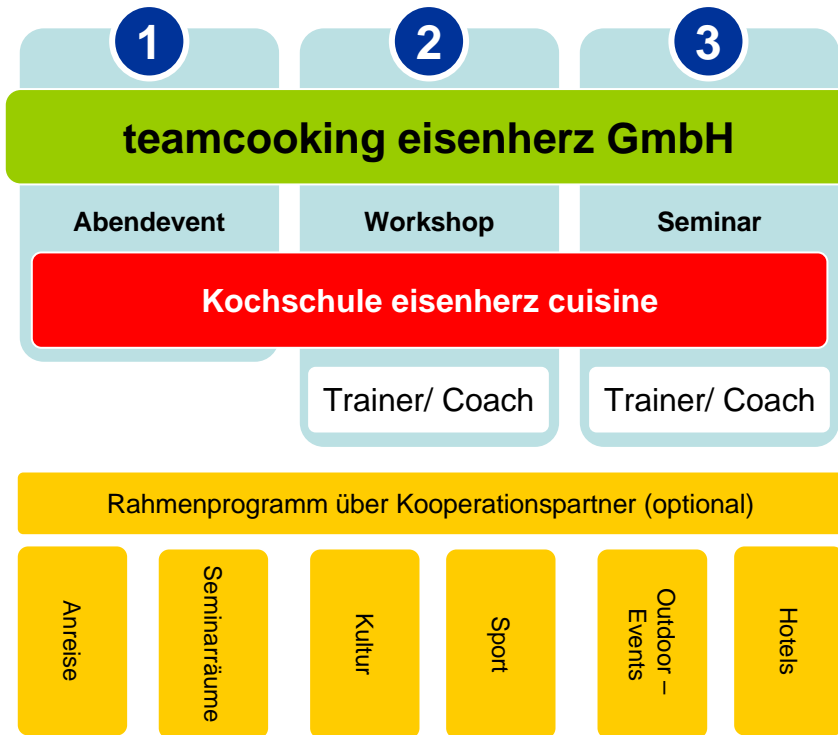 1
2
3
teamcooking eisenherz GmbH
Abendevent
Workshop
Seminar
Kochschule eisenherz cuisine
Trainer/ Coach
Trainer/ Coach
Rahmenprogramm über Kooperationspartner (optional)
Anreise
Seminarräume
Kultur
Sport
Outdoor –
Events
Hotels